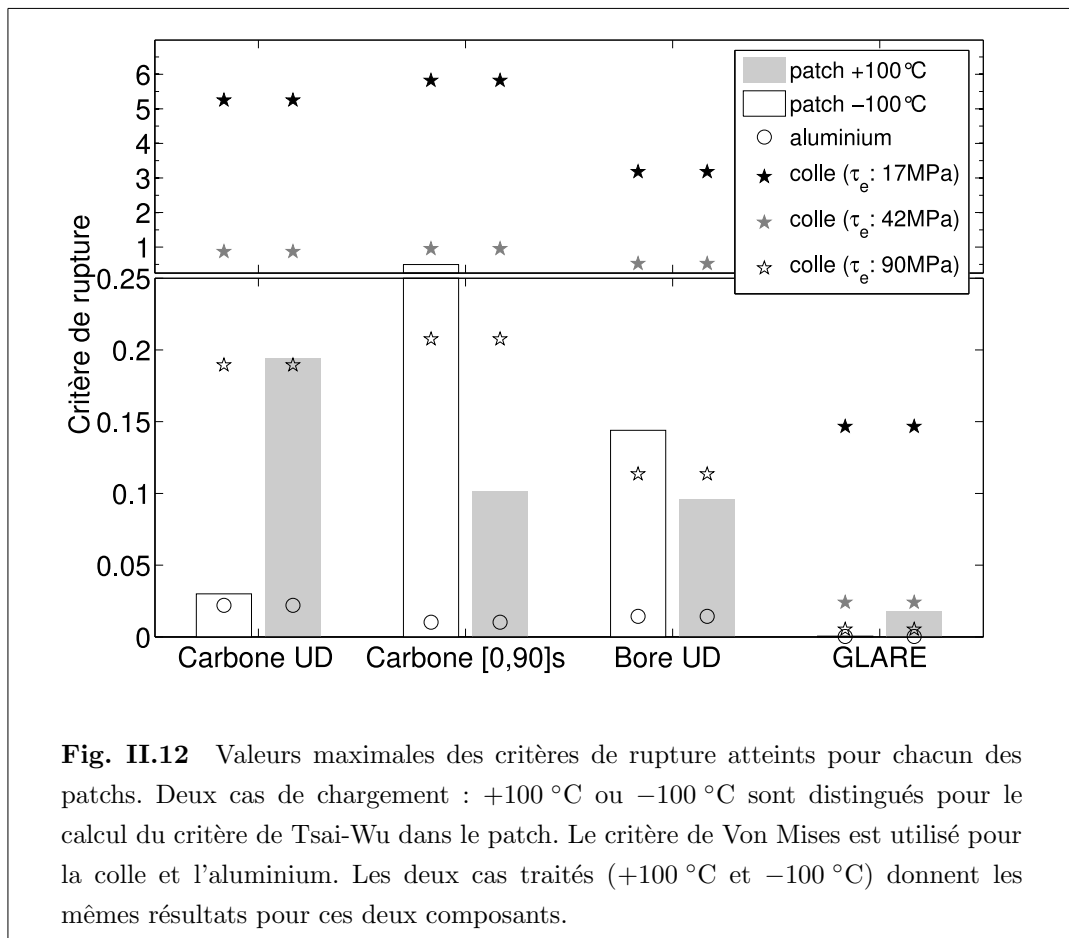 6
5
4
3
2
1
0.25
0.2
0.15
0.1
0.05
0
Critère de rupture
patch +100°C
patch −100°C
aluminium
colle (τ_e: 17MPa)
colle (τ_e: 42MPa)
colle (τ_e: 90MPa)
Carbone UD Carbone [0,90]s Bore UD GLARE
Fig. II.12 Valeurs maximales des critères de rupture atteints pour chacun des
patchs. Deux cas de chargement : +100 °C ou −100 °C sont distingués pour le
calcul du critère de Tsai-Wu dans le patch. Le critère de Von Mises est utilisé pour
la colle et l'aluminium. Les deux cas traités (+100 °C et −100 °C) donnent les
mêmes résultats pour ces deux composants.